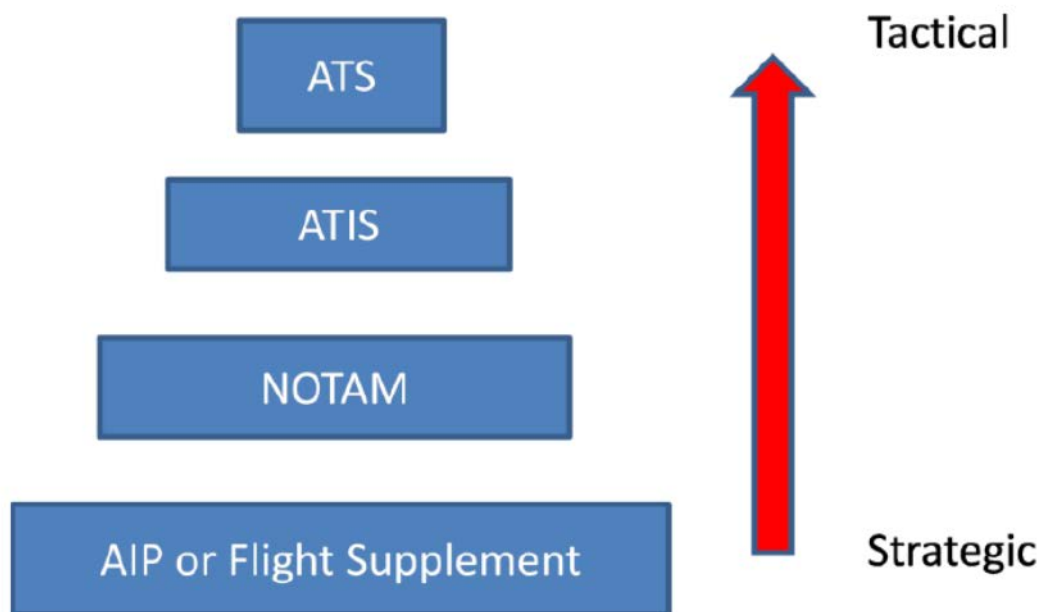 Tactical
ATS
ATIS
NOTAM
AIP or Flight Supplement
Strategic